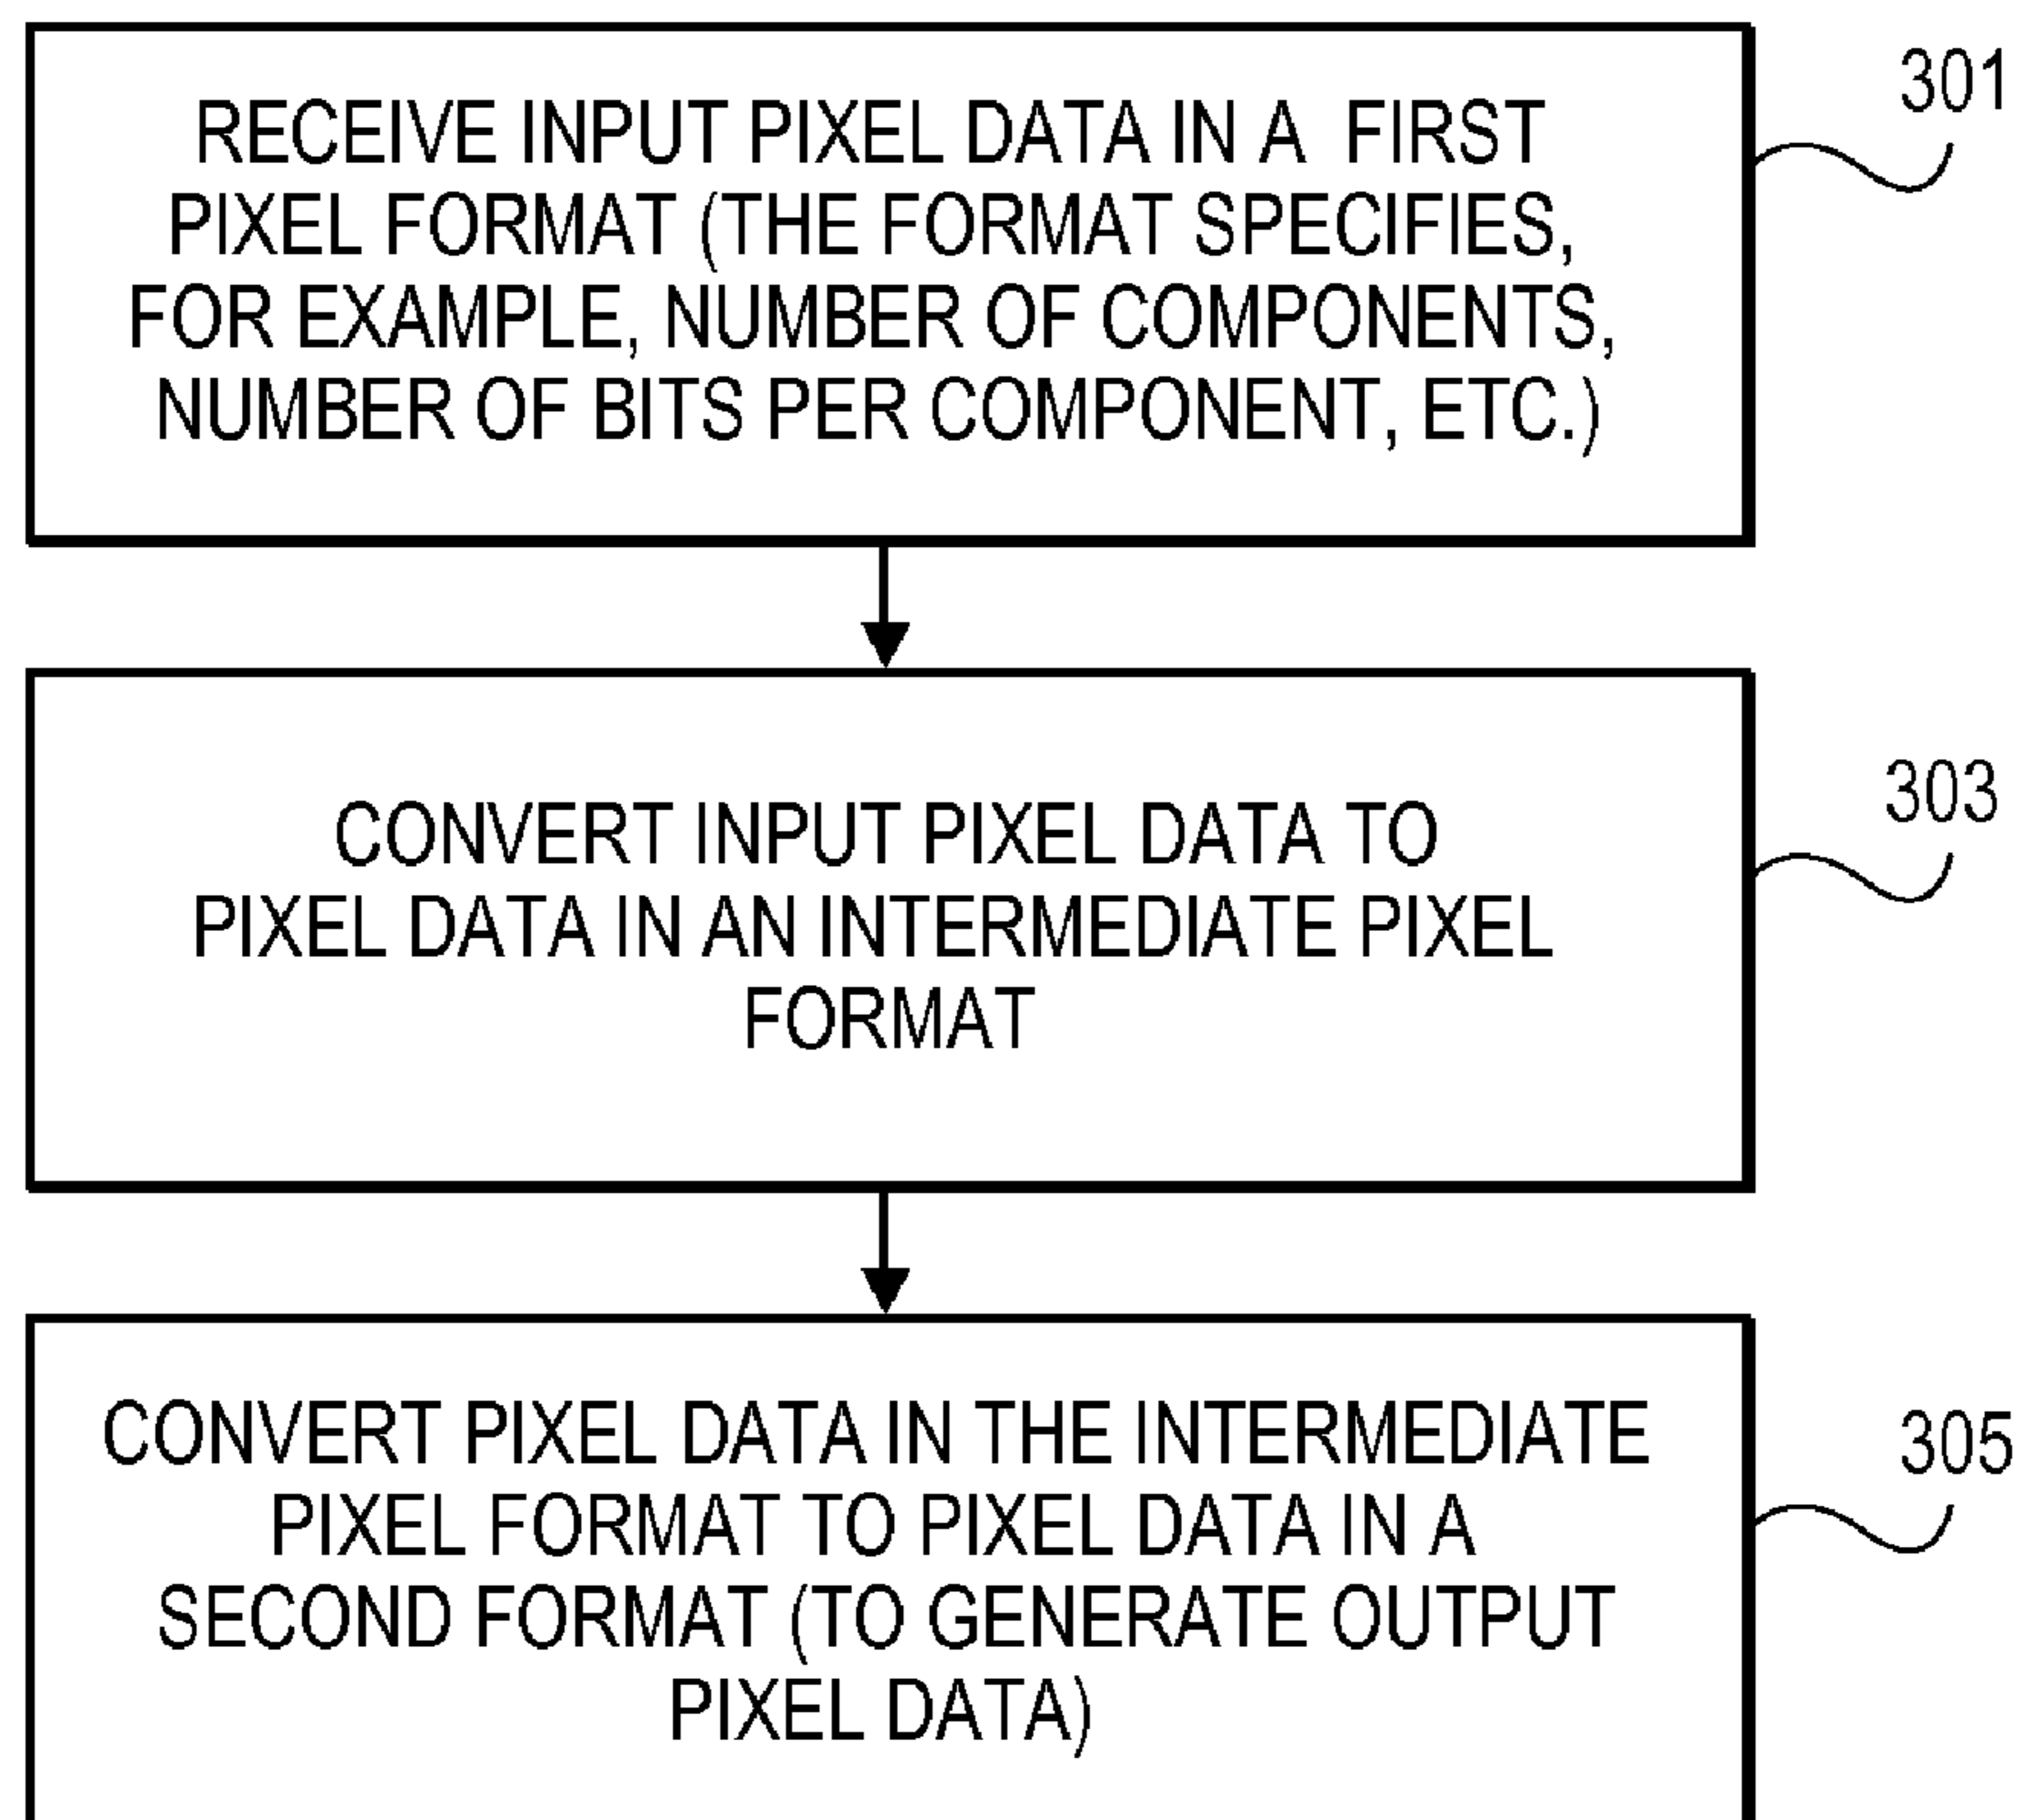 301
RECEIVE INPUT PIXEL DATA IN A FIRST
PIXEL FORMAT (THE FORMAT SPECIFIES,
FOR EXAMPLE, NUMBER OF COMPONENTS,
NUMBER OF BITS PER COMPONENT, ETC.)
303
CONVERT INPUT PIXEL DATA TO
PIXEL DATA IN AN INTERMEDIATE PIXEL
FORMAT
305
CONVERT PIXEL DATA IN THE INTERMEDIATE
PIXEL FORMAT TO PIXEL DATA IN A
SECOND FORMAT (TO GENERATE OUTPUT
PIXEL DATA)